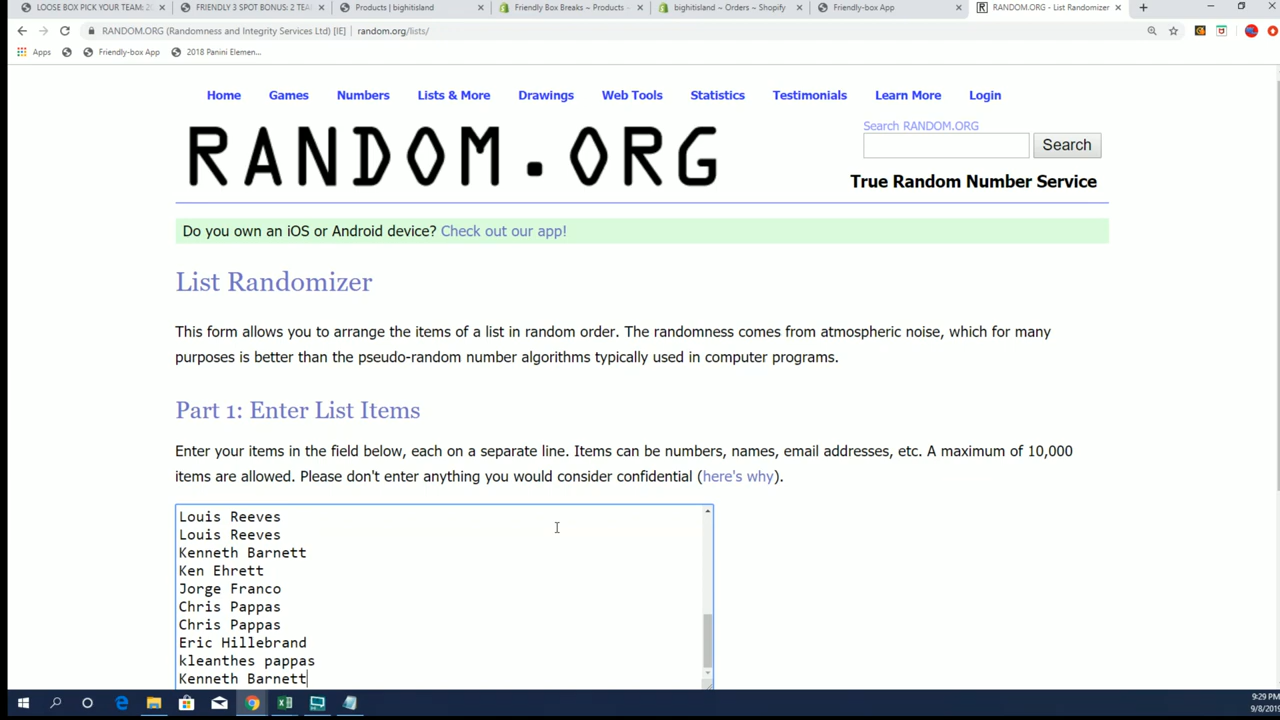 LOOSE BOX PICK YOUR TEAM: 20
FRIENDLY 3 SPOT BONUS: 2 TEA
Products | bighitisland
Friendly Box Breaks ~ Products ~
bighitisland ~ Orders ~ Shopify
Friendly-box App
RANDOM.ORG - List Randomizer
RANDOM.ORG (Randomness and Integrity Services Ltd) [IE] | random.org/lists/
Apps
Friendly-box App
2018 Panini Elemen...
Home
Games
Numbers
Lists & More
Drawings
Web Tools
Statistics
Testimonials
Learn More
Login
RANDOM.ORG
Search RANDOM.ORG
Search
True Random Number Service
Do you own an iOS or Android device? Check out our app!
List Randomizer
This form allows you to arrange the items of a list in random order. The randomness comes from atmospheric noise, which for many
purposes is better than the pseudo-random number algorithms typically used in computer programs.
Part 1: Enter List Items
Enter your items in the field below, each on a separate line. Items can be numbers, names, email addresses, etc. A maximum of 10,000
items are allowed. Please don't enter anything you would consider confidential (here's why).
Louis Reeves
Louis Reeves
Kenneth Barnett
Ken Ehrett
Jorge Franco
Chris Pappas
Chris Pappas
Eric Hillebrand
kleanthes pappas
Kenneth Barnett
9:29 PM
9/8/2019